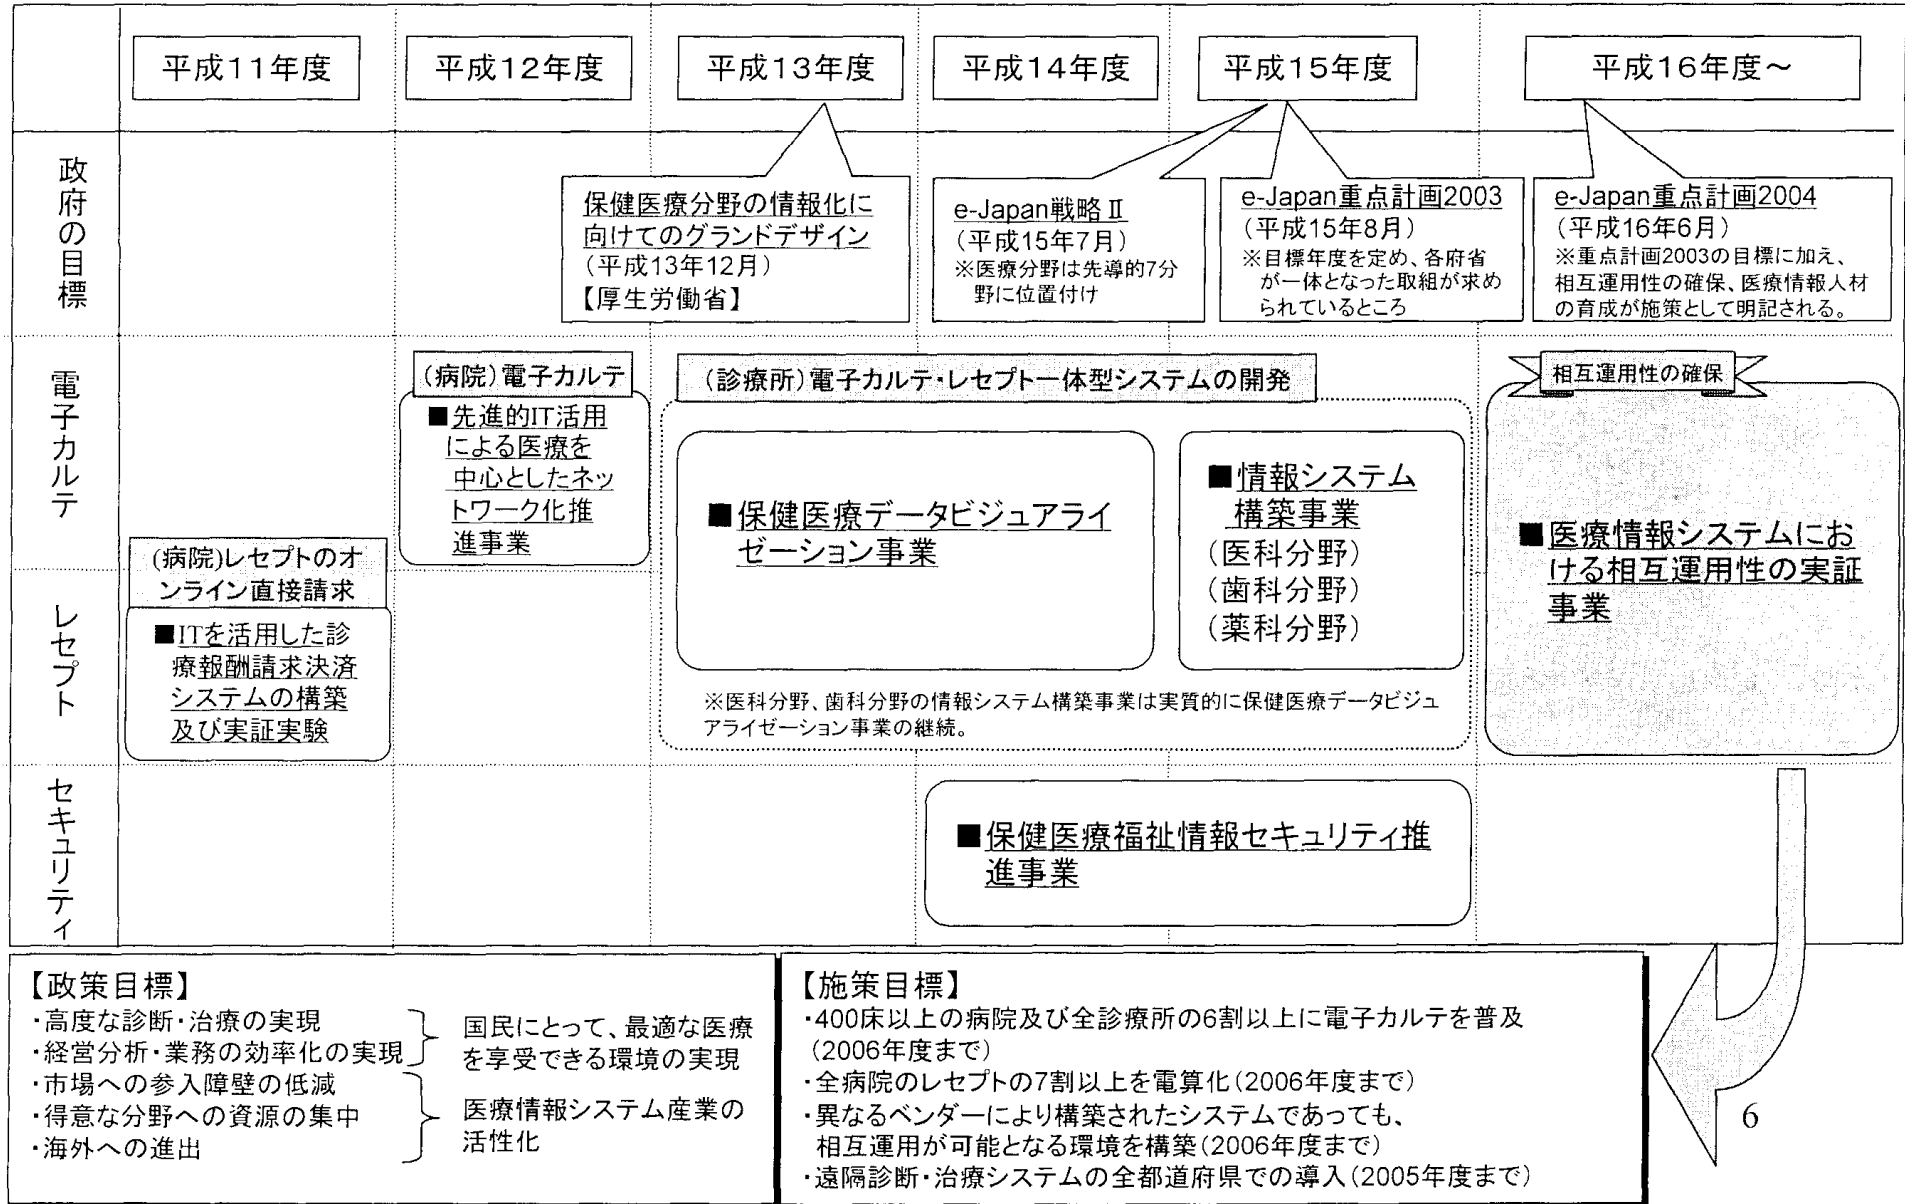 平成11年度
平成12年度
平成13年度
平成14年度
平成15年度
平成16年度～
政府の目標
保健医療分野の情報化に
向けてのグランドデザイン
（平成13年12月）
【厚生労働省】
e-Japan戦略Ⅱ
（平成15年7月）
※医療分野は先導的7分
野に位置付け
e-Japan重点計画2003
（平成15年8月）
※目標年度を定め、各府省
が一体となった取組が求め
られているところ
e-Japan重点計画2004
（平成16年6月）
※重点計画2003の目標に加え、
相互運用性の確保、医療情報人材
の育成が施策として明記される。
電子カルテ
（病院）電子カルテ
■先進的IT活用
による医療を
中心としたネッ
トワーク化推
進事業
（診療所）電子カルテ・レセプト一体型システムの開発
■保健医療データビジュアライ
ゼーション事業
■情報システム
構築事業
（医科分野）
（歯科分野）
（薬科分野）
※医科分野、歯科分野の情報システム構築事業は実質的に保健医療データビジュ
アライゼーション事業の継続。
相互運用性の確保
■医療情報システムにお
ける相互運用性の実証
事業
レセプト
(病院)レセプトのオ
ンライン直接請求
■ITを活用した診
療報酬請求決済
システムの構築
及び実証実験
セキュリティ
■保健医療福祉情報セキュリティ推
進事業
【政策目標】
・高度な診断・治療の実現
・経営分析・業務の効率化の実現
国民にとって、最適な医療
を享受できる環境の実現
・市場への参入障壁の低減
・得意な分野への資源の集中
・海外への進出
医療情報システム産業の
活性化
【施策目標】
・400床以上の病院及び全診療所の6割以上に電子カルテを普及
（2006年度まで）
・全病院のレセプトの7割以上を電算化（2006年度まで）
・異なるベンダーにより構築されたシステムであっても、
相互運用が可能となる環境を構築（2006年度まで）
・遠隔診断・治療システムの全都道府県での導入（2005年度まで）
6